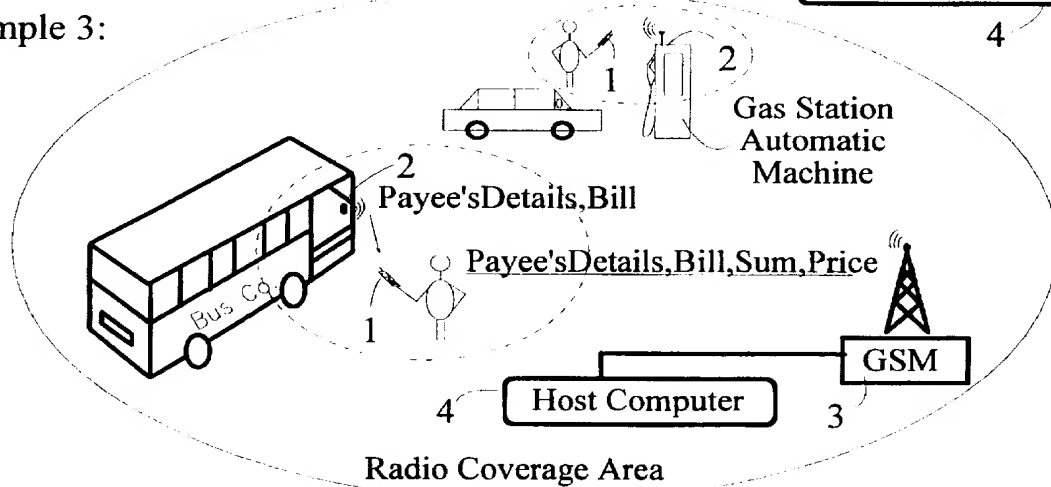 mple 3:
4
1
2
Gas Station
Automatic
Machine
2
Payee'sDetails,Bill
Payee'sDetails,Bill,Sum,Price
Bus Co.
1
GSM
3
4
Host Computer
Radio Coverage Area